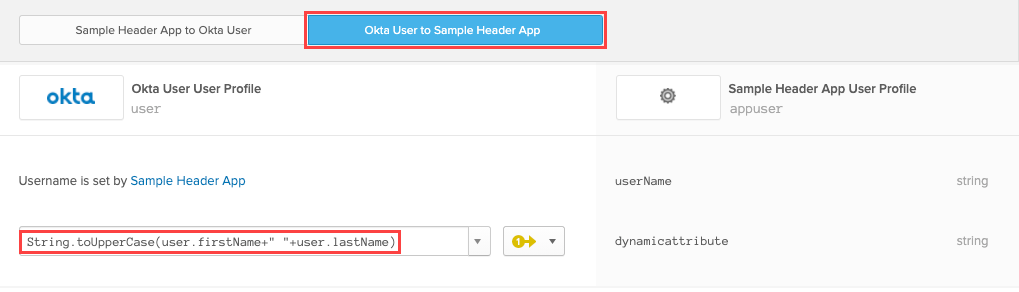 Sample Header App to Okta User
Okta User to Sample Header App
okta
Okta User User Profile
user
Sample Header App User Profile
appuser
Username is set by Sample Header App
userName
string
String.toUpperCase(user.firstName+" "+user.lastName)
1
dynamicattribute
string